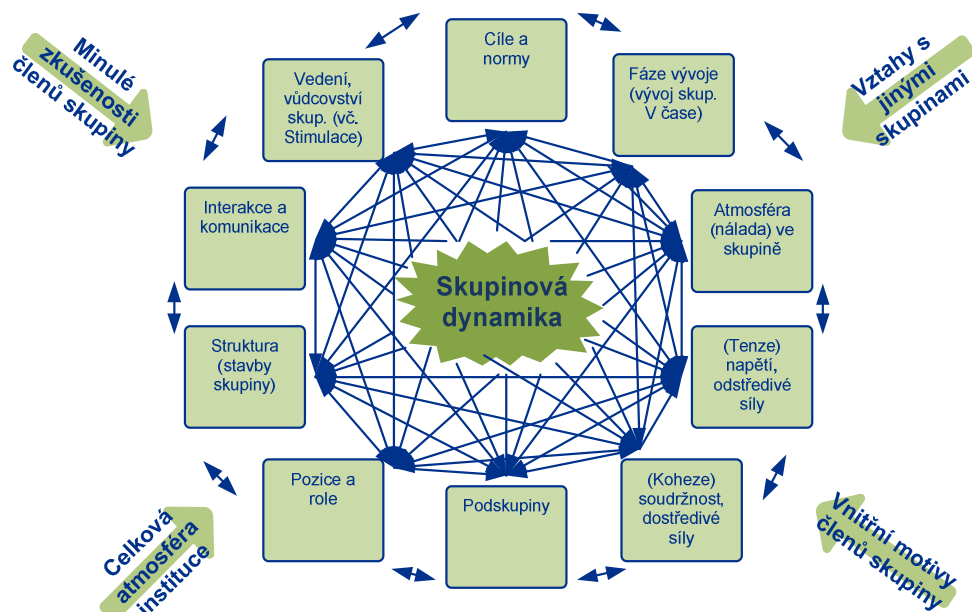 Minulé
zkušenosti
členů skupiny
Vedení,
vůdcovství
skup. (vč.
Stimulace)
Cíle a
normy
Fáze vývoje
(vývoj skup.
V čase)
Vztahy s
jinými
skupinami
Interakce a
komunikace
Atmosféra
(nálada) ve
skupině
Skupinová
dynamika
Struktura
(stavby
skupiny)
(Tenze)
napětí,
odstředivé
síly
Pozice a
role
Podskupiny
(Koheze)
soudržnost,
dostředivé
síly
Celková
atmosféra
instituce
Vnitřní motivy
členů skupiny